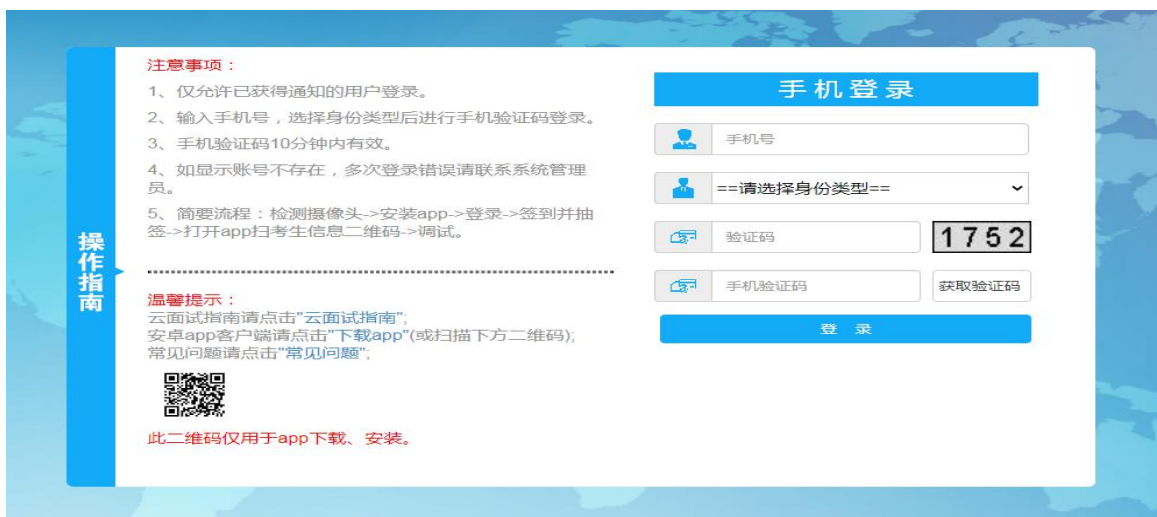 操作指南
注意事项：
1、仅允许已获得通知的用户登录。
2、输入手机号，选择身份类型后进行手机验证码登录。
3、手机验证码10分钟内有效。
4、如显示账号不存在，多次登录错误请联系系统管理
员。
5、简要流程：检测摄像头->安装app->登录->签到并抽
签->打开app扫考生信息二维码->调试。
温馨提示：
云面试指南请点击"云面试指南";
安卓app客户端请点击"下载app"(或扫描下方二维码);
常见问题请点击"常见问题";
此二维码仅用于app下载、安装。
手机登录
手机号
==请选择身份类型==
验证码
1752
手机验证码
获取验证码
登 录